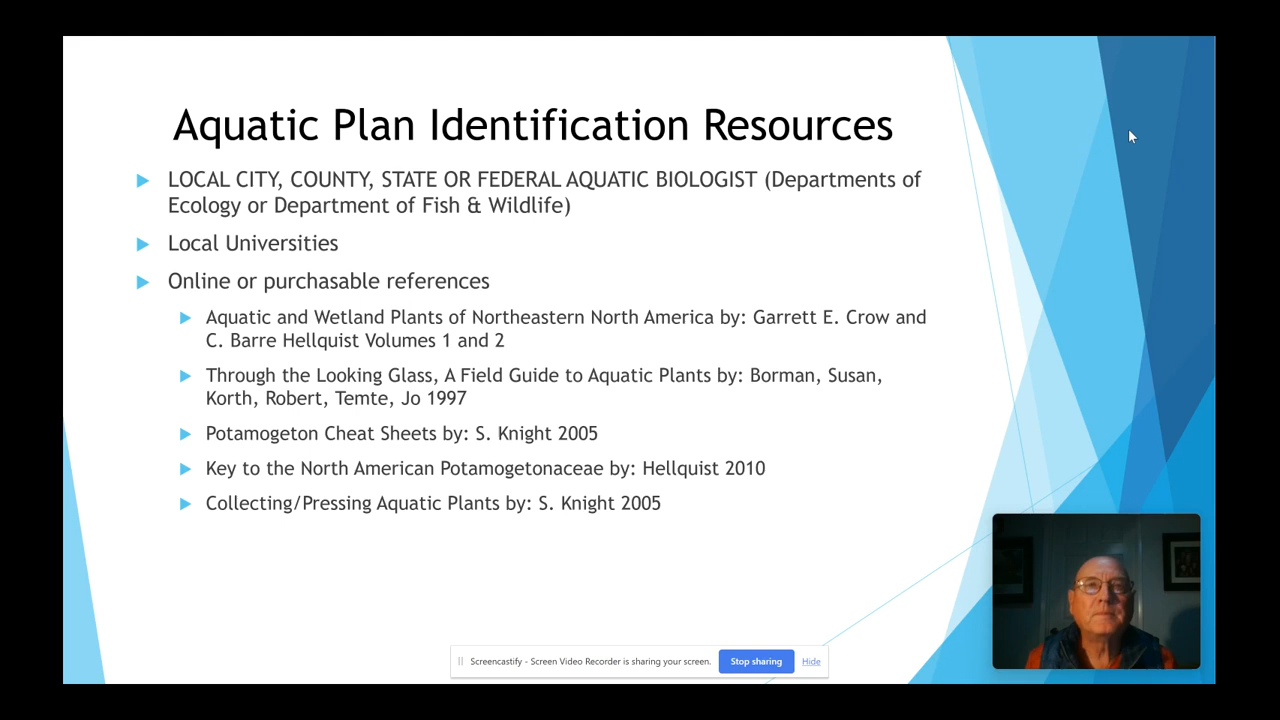 Aquatic Plan Identification Resources
LOCAL CITY, COUNTY, STATE OR FEDERAL AQUATIC BIOLOGIST (Departments of
Ecology or Department of Fish & Wildlife)
Local Universities
Online or purchasable references
Aquatic and Wetland Plants of Northeastern North America by: Garrett E. Crow and
C. Barre Hellquist Volumes 1 and 2
Through the Looking Glass, A Field Guide to Aquatic Plants by: Borman, Susan,
Korth, Robert, Temte, Jo 1997
Potamogeton Cheat Sheets by: S. Knight 2005
Key to the North American Potamogetonaceae by: Hellquist 2010
Collecting/Pressing Aquatic Plants by: S. Knight 2005
Screencastify - Screen Video Recorder is sharing your screen. Stop sharing Hide